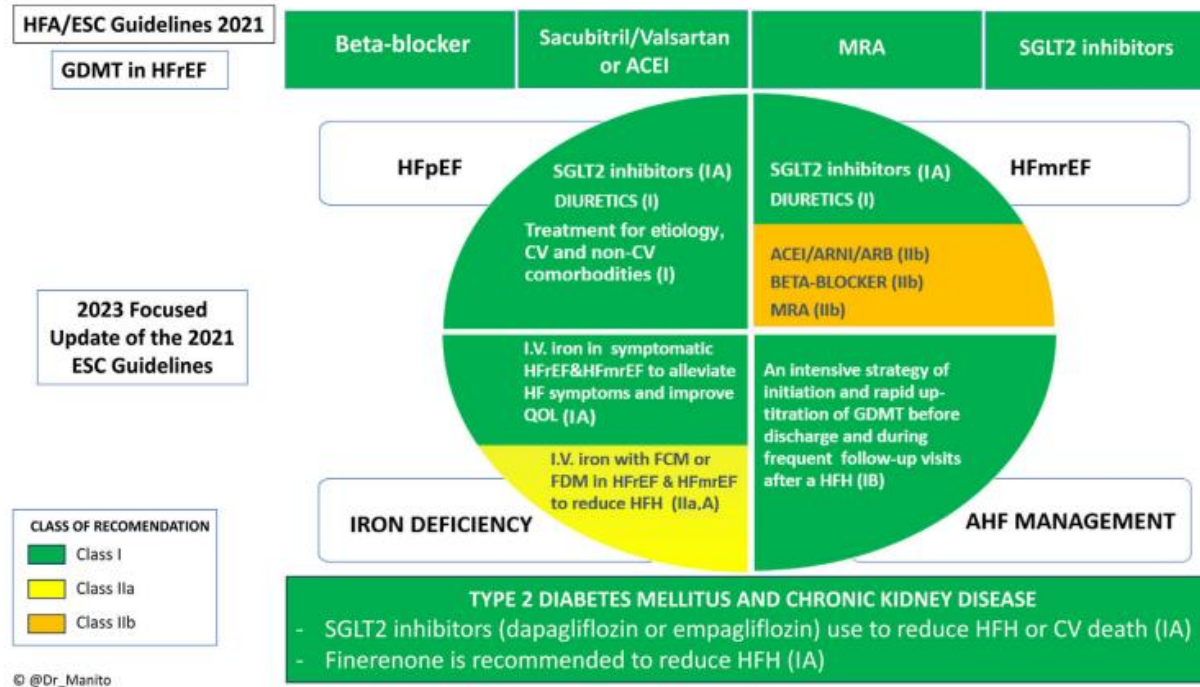 HFA/ESC Guidelines 2021
GDMT in HFrEF
Beta-blocker
Sacubitril/Valsartan
or ACEI
MRA
SGLT2 inhibitors
HFpEF
SGLT2 inhibitors (IA)
DIURETICS (I)
Treatment for etiology,
CV and non-CV
comorbodities (I)
SGLT2 inhibitors (IA)
DIURETICS (I)
ACEI/ARNI/ARB (IIb)
BETA-BLOCKER (IIb)
MRA (IIb)
HFmrEF
2023 Focused
Update of the 2021
ESC Guidelines
I.V. iron in symptomatic
HFrEF&HFmrEF to alleviate
HF symptoms and improve
QOL (IA)
I.V. iron with FCM or
FDM in HFrEF & HFmrEF
to reduce HFH (IIa,A)
IRON DEFICIENCY
An intensive strategy of
initiation and rapid up-
titration of GDMT before
discharge and during
frequent follow-up visits
after a HFH (IB)
AHF MANAGEMENT
CLASS OF RECOMENDATION
Class I
Class IIa
Class IIb
TYPE 2 DIABETES MELLITUS AND CHRONIC KIDNEY DISEASE
- SGLT2 inhibitors (dapagliflozin or empagliflozin) use to reduce HFH or CV death (IA)
- Finerenone is recommended to reduce HFH (IA)
© @Dr_Manito